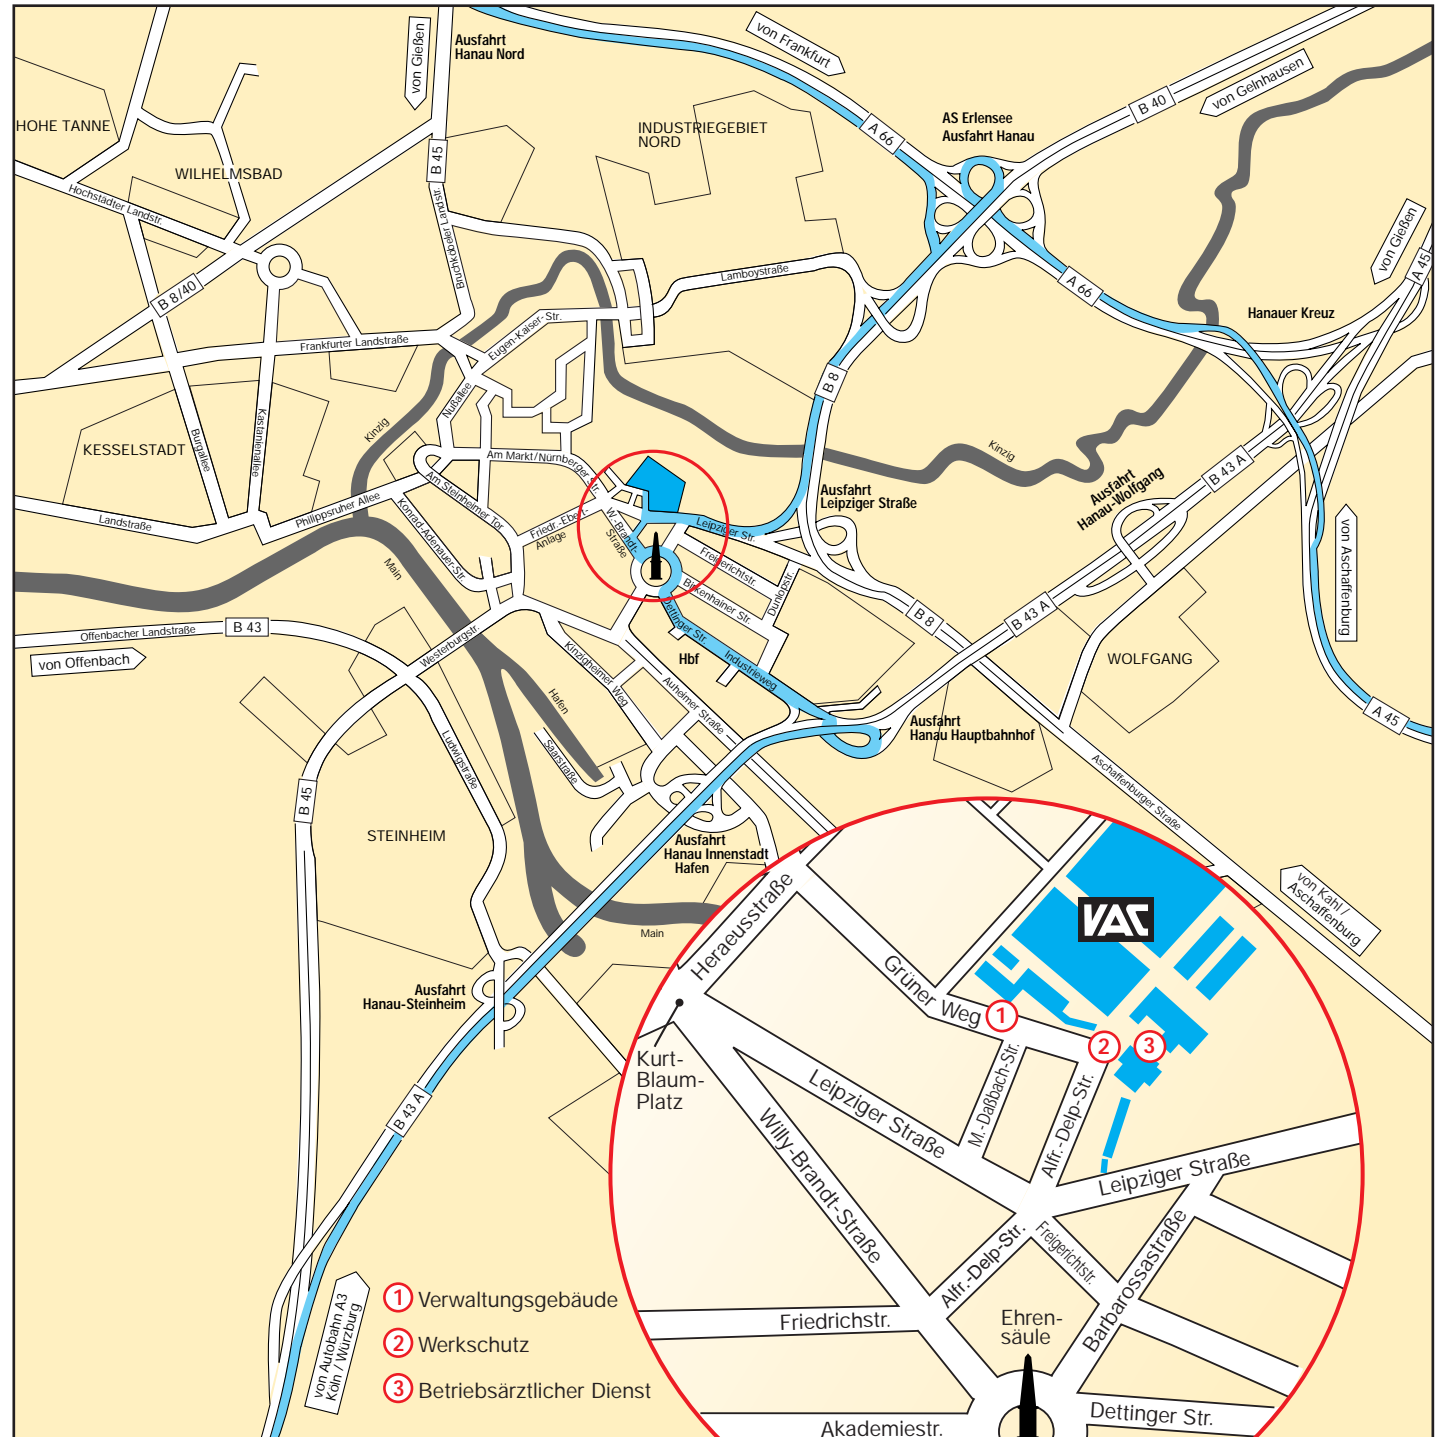 von Gießen
Ausfahrt
Hanau Nord
von Frankfurt
AS Erlensee
Ausfahrt Hanau
B 40
von Gelnhausen
A 66
HOHE TANNE
INDUSTRIEGEBIET
NORD
B 45
WILHELMSBAD
Hochstädter Landstr.
Bruchköbeler Landstr.
von Gießen
A 45
B 8/40
Lamboystraße
A 66
Hanauer Kreuz
Eugen-Kaiser-Str.
Frankfurter Landstraße
B 8
Nußallee
Kastanienallee
Burgallee
Kinzig
KESSELSTADT
Am Markt/Nürnberger Str.
Kinzig
B 43 A
Ausfahrt
Hanau-Wolfgang
Ausfahrt
Leipziger Straße
Am Steinheimer Tor
Philippsruher Allee
Landstraße
Konrad-Adenauer-Str.
Friedr.-Ebert-
Anlage
W.-Brandt-
Straße
Leipziger Str.
Freigerichtstr.
Birkenhainer Str.
Dunlopstr.
von Aschaffenburg
Main
B 8
B 43 A
Offenbacher Landstraße
B 43
von Offenbach
Westerburgstr.
Dettinger Str.
Hbf
Industrieweg
WOLFGANG
Kinzigheimer Weg
Auheimer Straße
Hafen
A 45
Ausfahrt
Hanau Hauptbahnhof
Ludwigstraße
Saarstraße
Aschaffenburger Straße
B 45
STEINHEIM
Ausfahrt
Hanau Innenstadt
Hafen
von Kahl /
Aschaffenburg
Main
Heraeusstraße
VAC
Grüner Weg
1
2
3
Ausfahrt
Hanau-Steinheim
Kurt-
Blaum-
Platz
Leipziger Straße
M.-Daßbach-Str.
Alfr.-Delp-Str.
B 43 A
Willy-Brandt-Straße
Leipziger Straße
Alfr.-Delp-Str.
Freigerichtstr.
Barbarossastraße
von Autobahn A3
Köln / Würzburg
1 Verwaltungsgebäude
2 Werkschutz
3 Betriebsärztlicher Dienst
Friedrichstr.
Ehren-
säule
Dettinger Str.
Akademiestr.